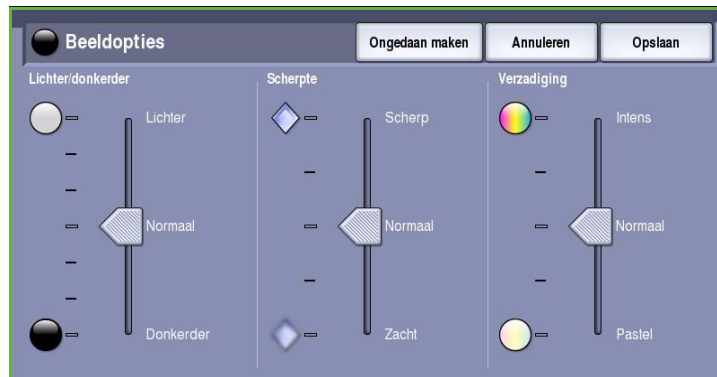 Beeldopties
Ongedaan maken
Annuleren
Opslaan
Lichter/donkerder
Scherpte
Verzadiging
Lichter
Scherp
Intens
Normaal
Normaal
Normaal
Donkerder
Zacht
Pastel